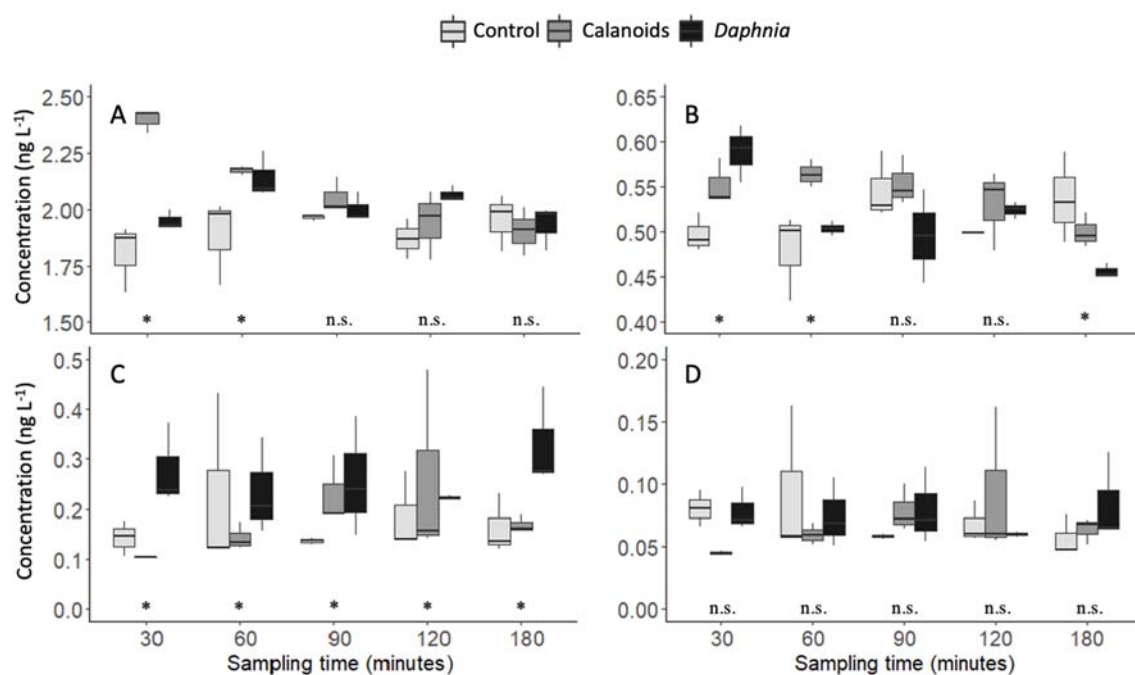 Control Calanoids Daphnia
A
B
Concentration (ng L-1)
2.50
2.25
2.00
1.75
1.50
* * n.s. n.s. n.s.
0.65
0.60
0.55
0.50
0.45
0.40
* * n.s. n.s. *
C
D
Concentration (ng L-1)
0.5
0.4
0.3
0.2
0.1
0.0
* * * * *
0.20
0.15
0.10
0.05
0.00
n.s. n.s. n.s. n.s. n.s.
30 60 90 120 180
30 60 90 120 180
Sampling time (minutes)
Sampling time (minutes)